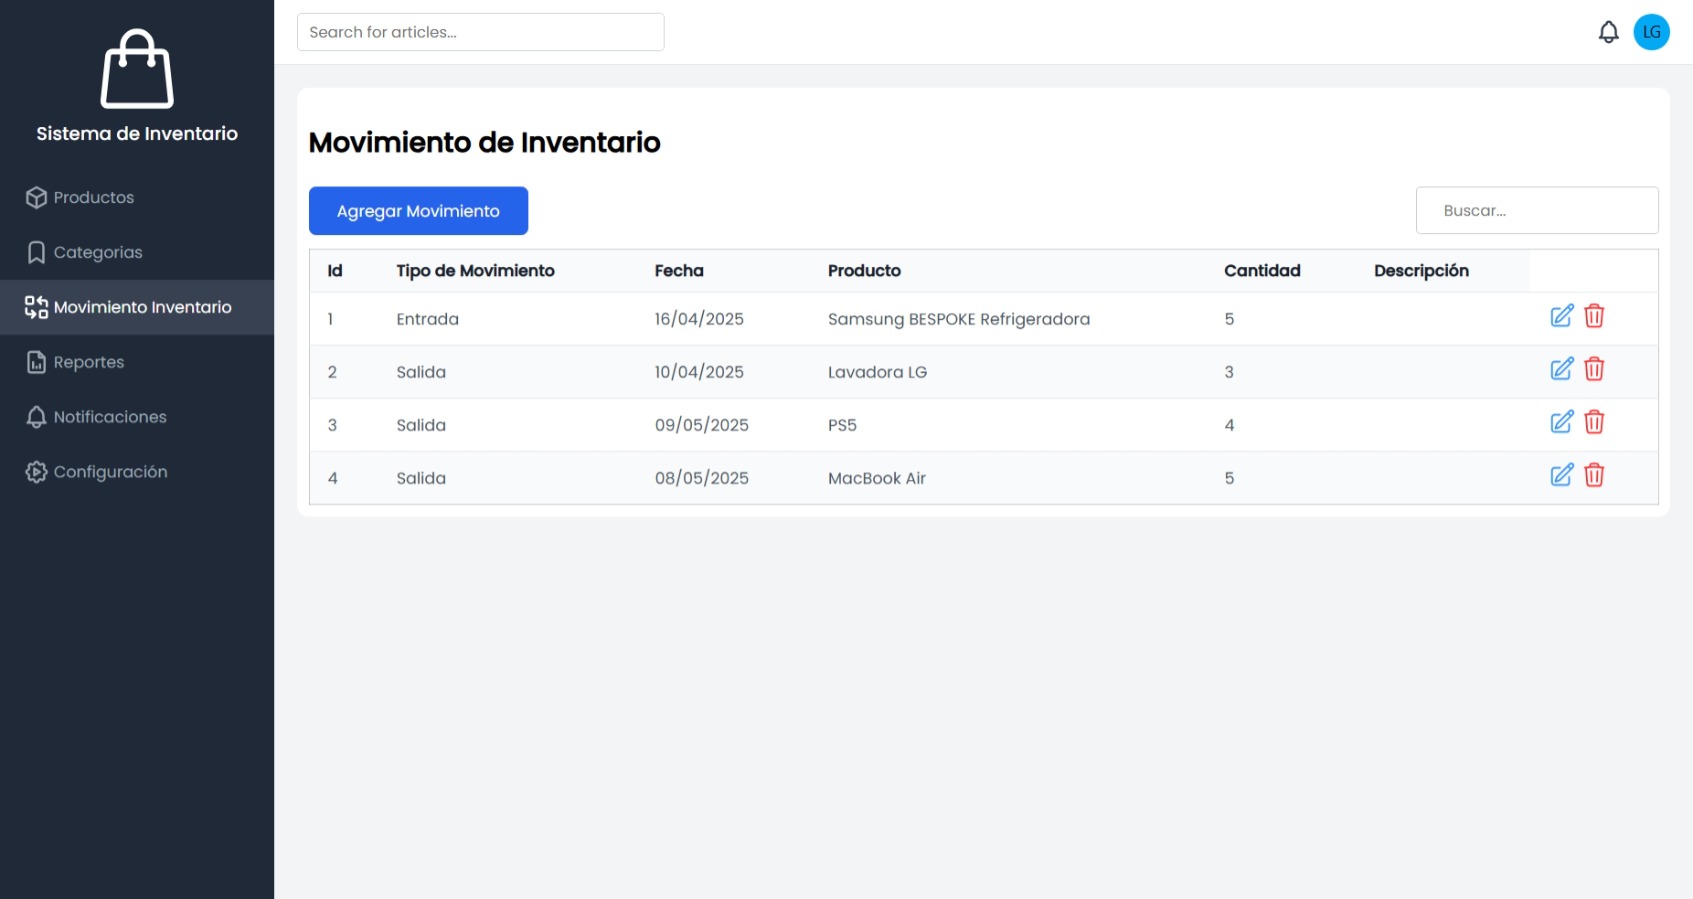 Search for articles...
LG
Sistema de Inventario
Productos
Categorias
Movimiento Inventario
Reportes
Notificaciones
Configuración
Movimiento de Inventario
Agregar Movimiento
Buscar...
Id Tipo de Movimiento Fecha Producto Cantidad Descripción
1 Entrada 16/04/2025 Samsung BESPOKE Refrigeradora 5
2 Salida 10/04/2025 Lavadora LG 3
3 Salida 09/05/2025 PS5 4
4 Salida 08/05/2025 MacBook Air 5